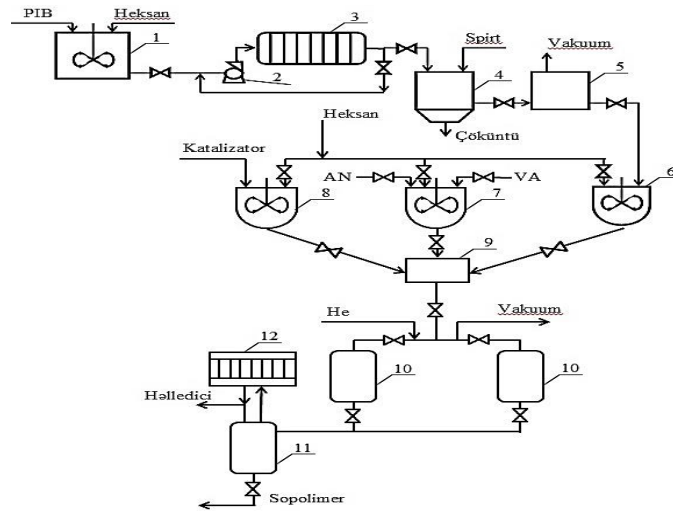 PIB
Heksan
3
1
2
Spirt
4
Vakuum
5
Çöküntü
Heksan
Katalizator
AN
VA
8
7
6
9
He
Vakuum
12
10
10
Həlledici
11
Sopolimer